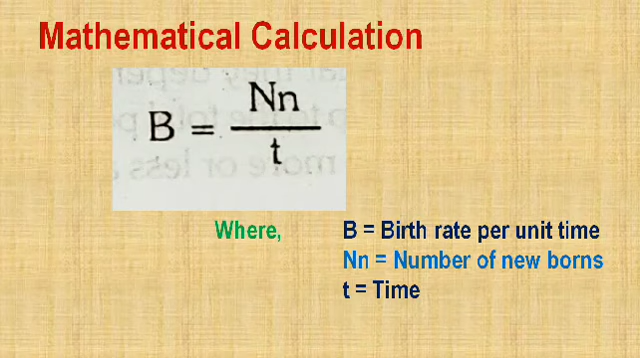 Mathematical Calculation
B = Nn / t
Where, B = Birth rate per unit time
Nn = Number of new borns
t = Time